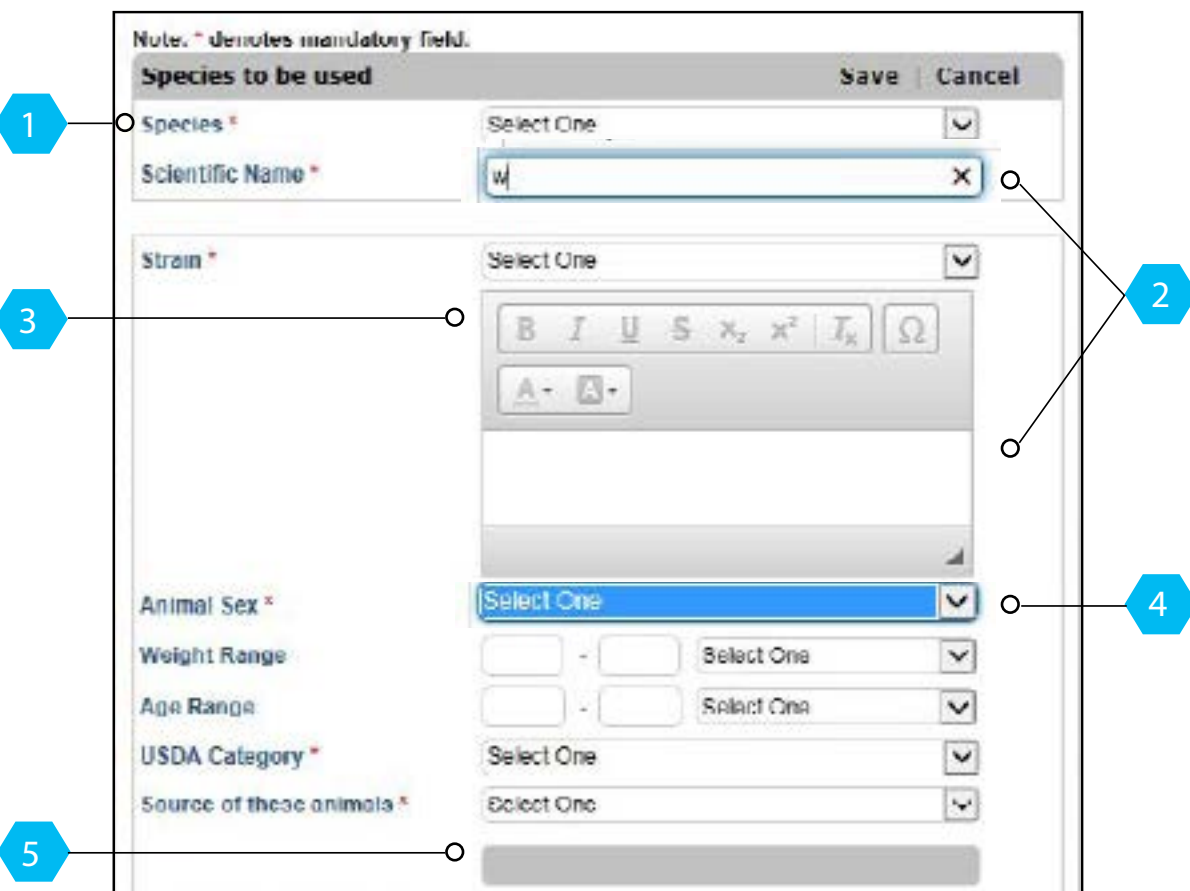 Note. * denotes mandatory field.
Species to be used Save | Cancel
1 Species * Select One
Scientific Name * w
2
Strain * Select One
3 B I U S x₂ x² Tx Ω
A A
Animal Sex * Select One 4
Weight Range - Select One
Age Range - Select One
USDA Category * Select One
Source of these animals * Select One
5